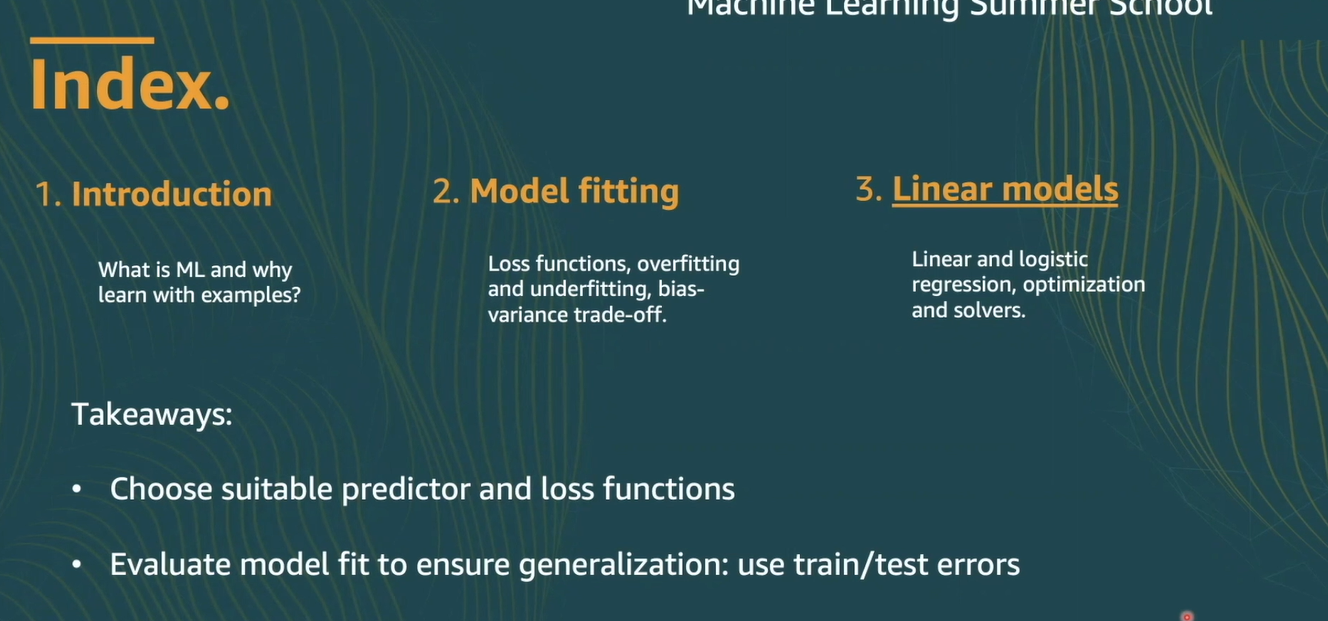 Machine Learning Summer School
Index.
1. Introduction
What is ML and why
learn with examples?
2. Model fitting
Loss functions, overfitting
and underfitting, bias-
variance trade-off.
3. Linear models
Linear and logistic
regression, optimization
and solvers.
Takeaways:
• Choose suitable predictor and loss functions
• Evaluate model fit to ensure generalization: use train/test errors